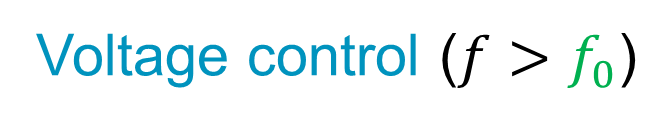 Voltage control (𝑓 > 𝑓₀)